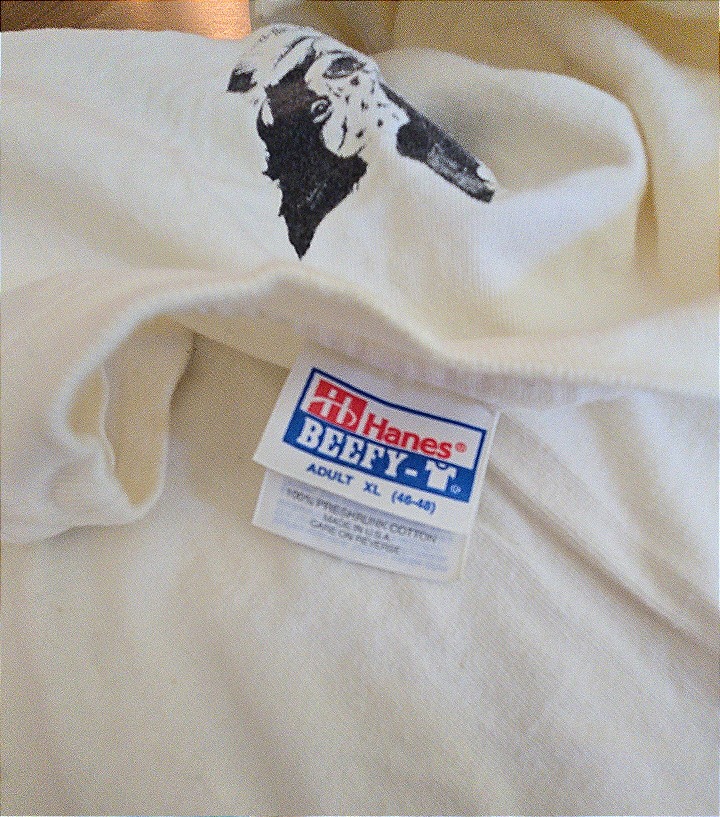 Hanes®
BEEFY-T®
ADULT XL (46-48)
100% PRESHRUNK COTTON
MADE IN U.S.A.
CARE ON REVERSE